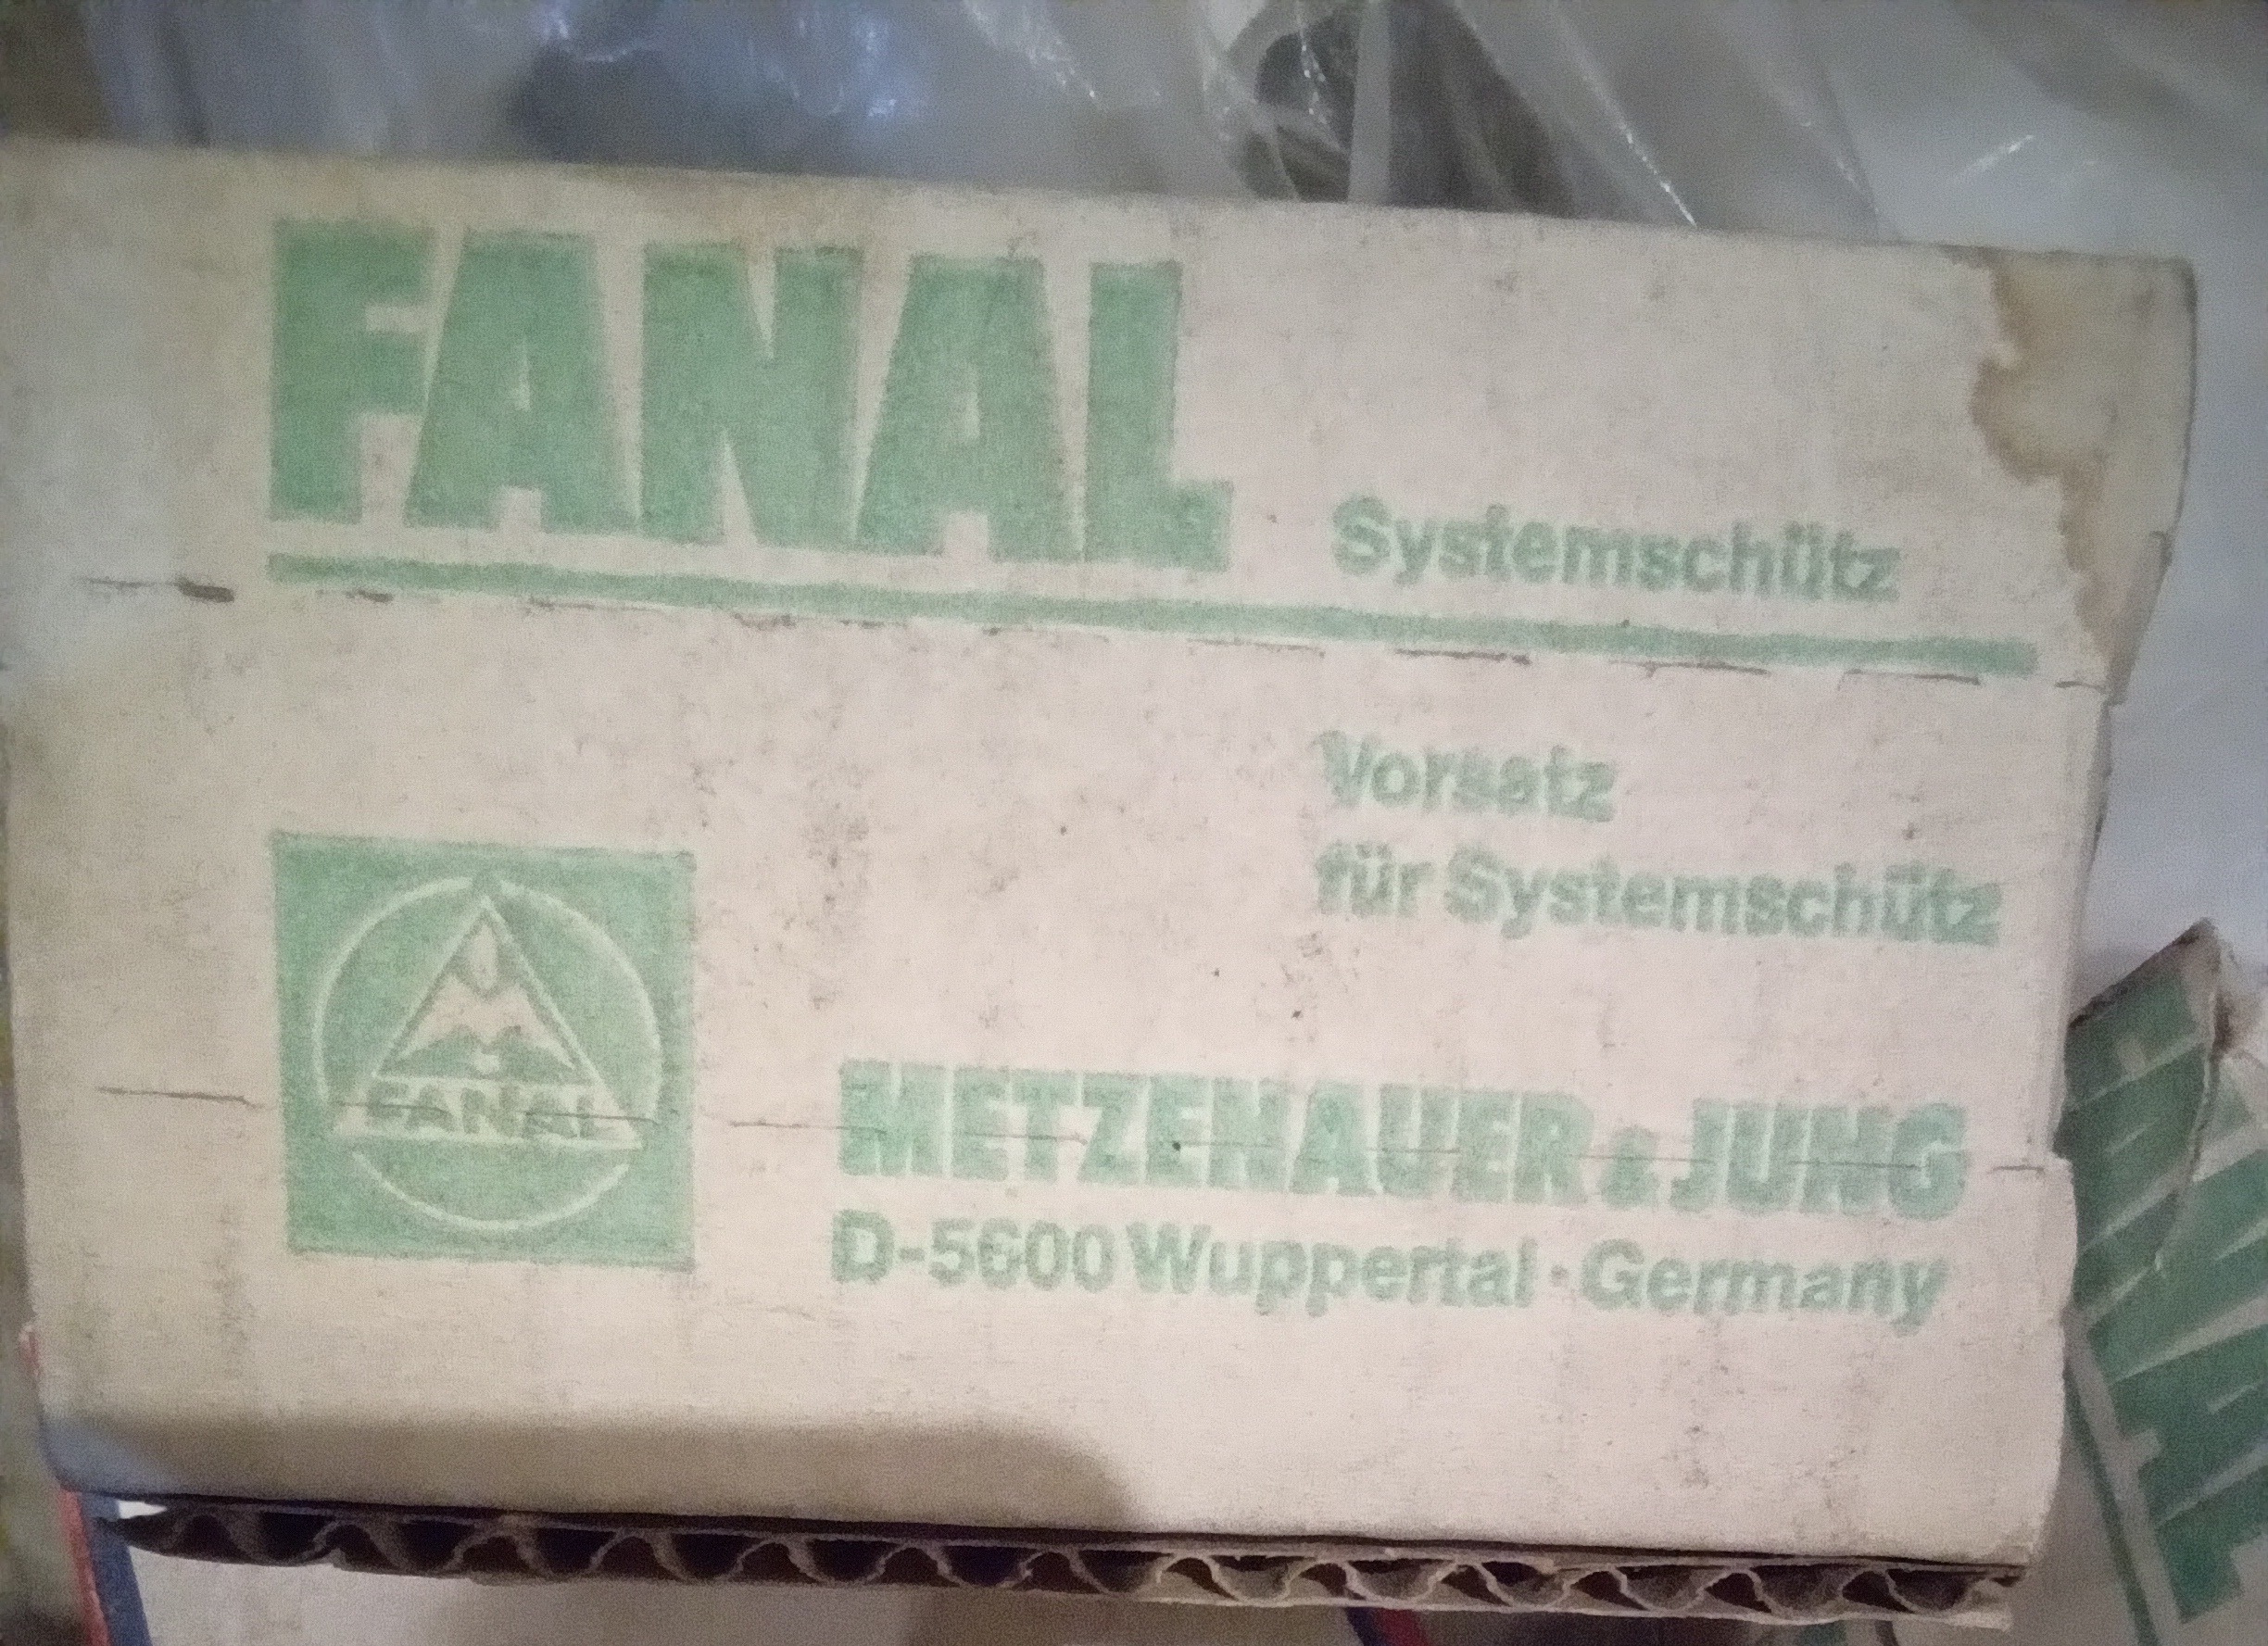 FANAL Systemschütz
Vorsatz
für Systemschütz
FANAL
METZENAUER & JUNG
D-5600 Wuppertal · Germany